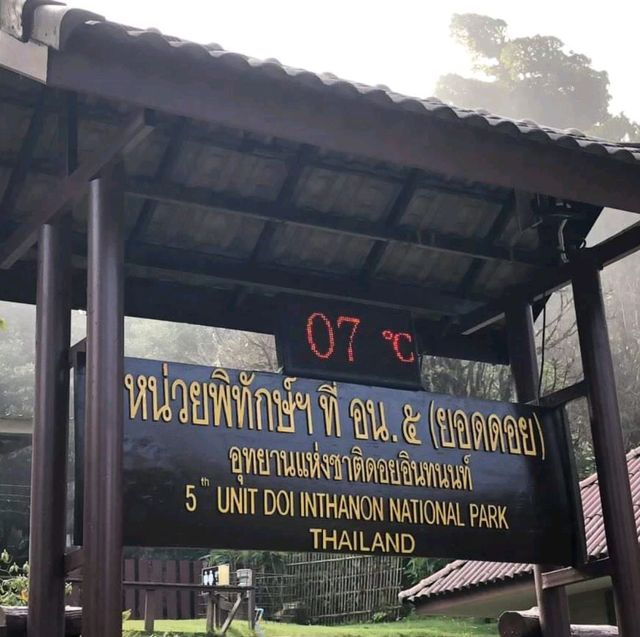 07 °C
หน่วยพิทักษ์ฯ ที่ อน.๕ (ยอดดอย)
อุทยานแห่งชาติดอยอินทนนท์
5th UNIT DOI INTHANON NATIONAL PARK
THAILAND